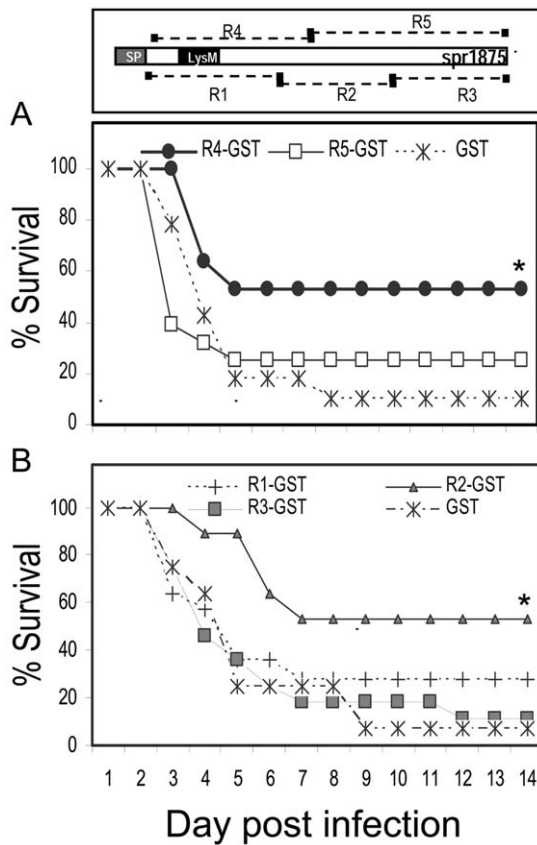 R4 R5
SP LysM spr1875
R1 R2 R3
A
R4-GST R5-GST GST
% Survival
100
80
60
40
20
0
*
B
R1-GST R2-GST
R3-GST GST
% Survival
100
80
60
40
20
0
*
1 2 3 4 5 6 7 8 9 10 11 12 13 14
Day post infection